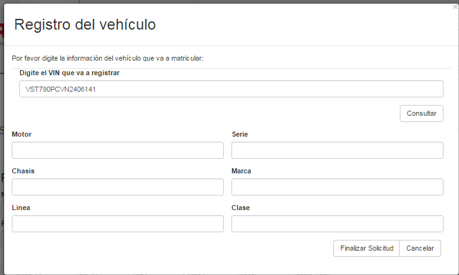 Registro del vehículo
Por favor digite la información del vehículo que va a matricular:
Digite el VIN que va a registrar
VST790PCVN2406141
Consultar
Motor Serie
Chasis Marca
Linea Clase
Finalizar Solicitud Cancelar